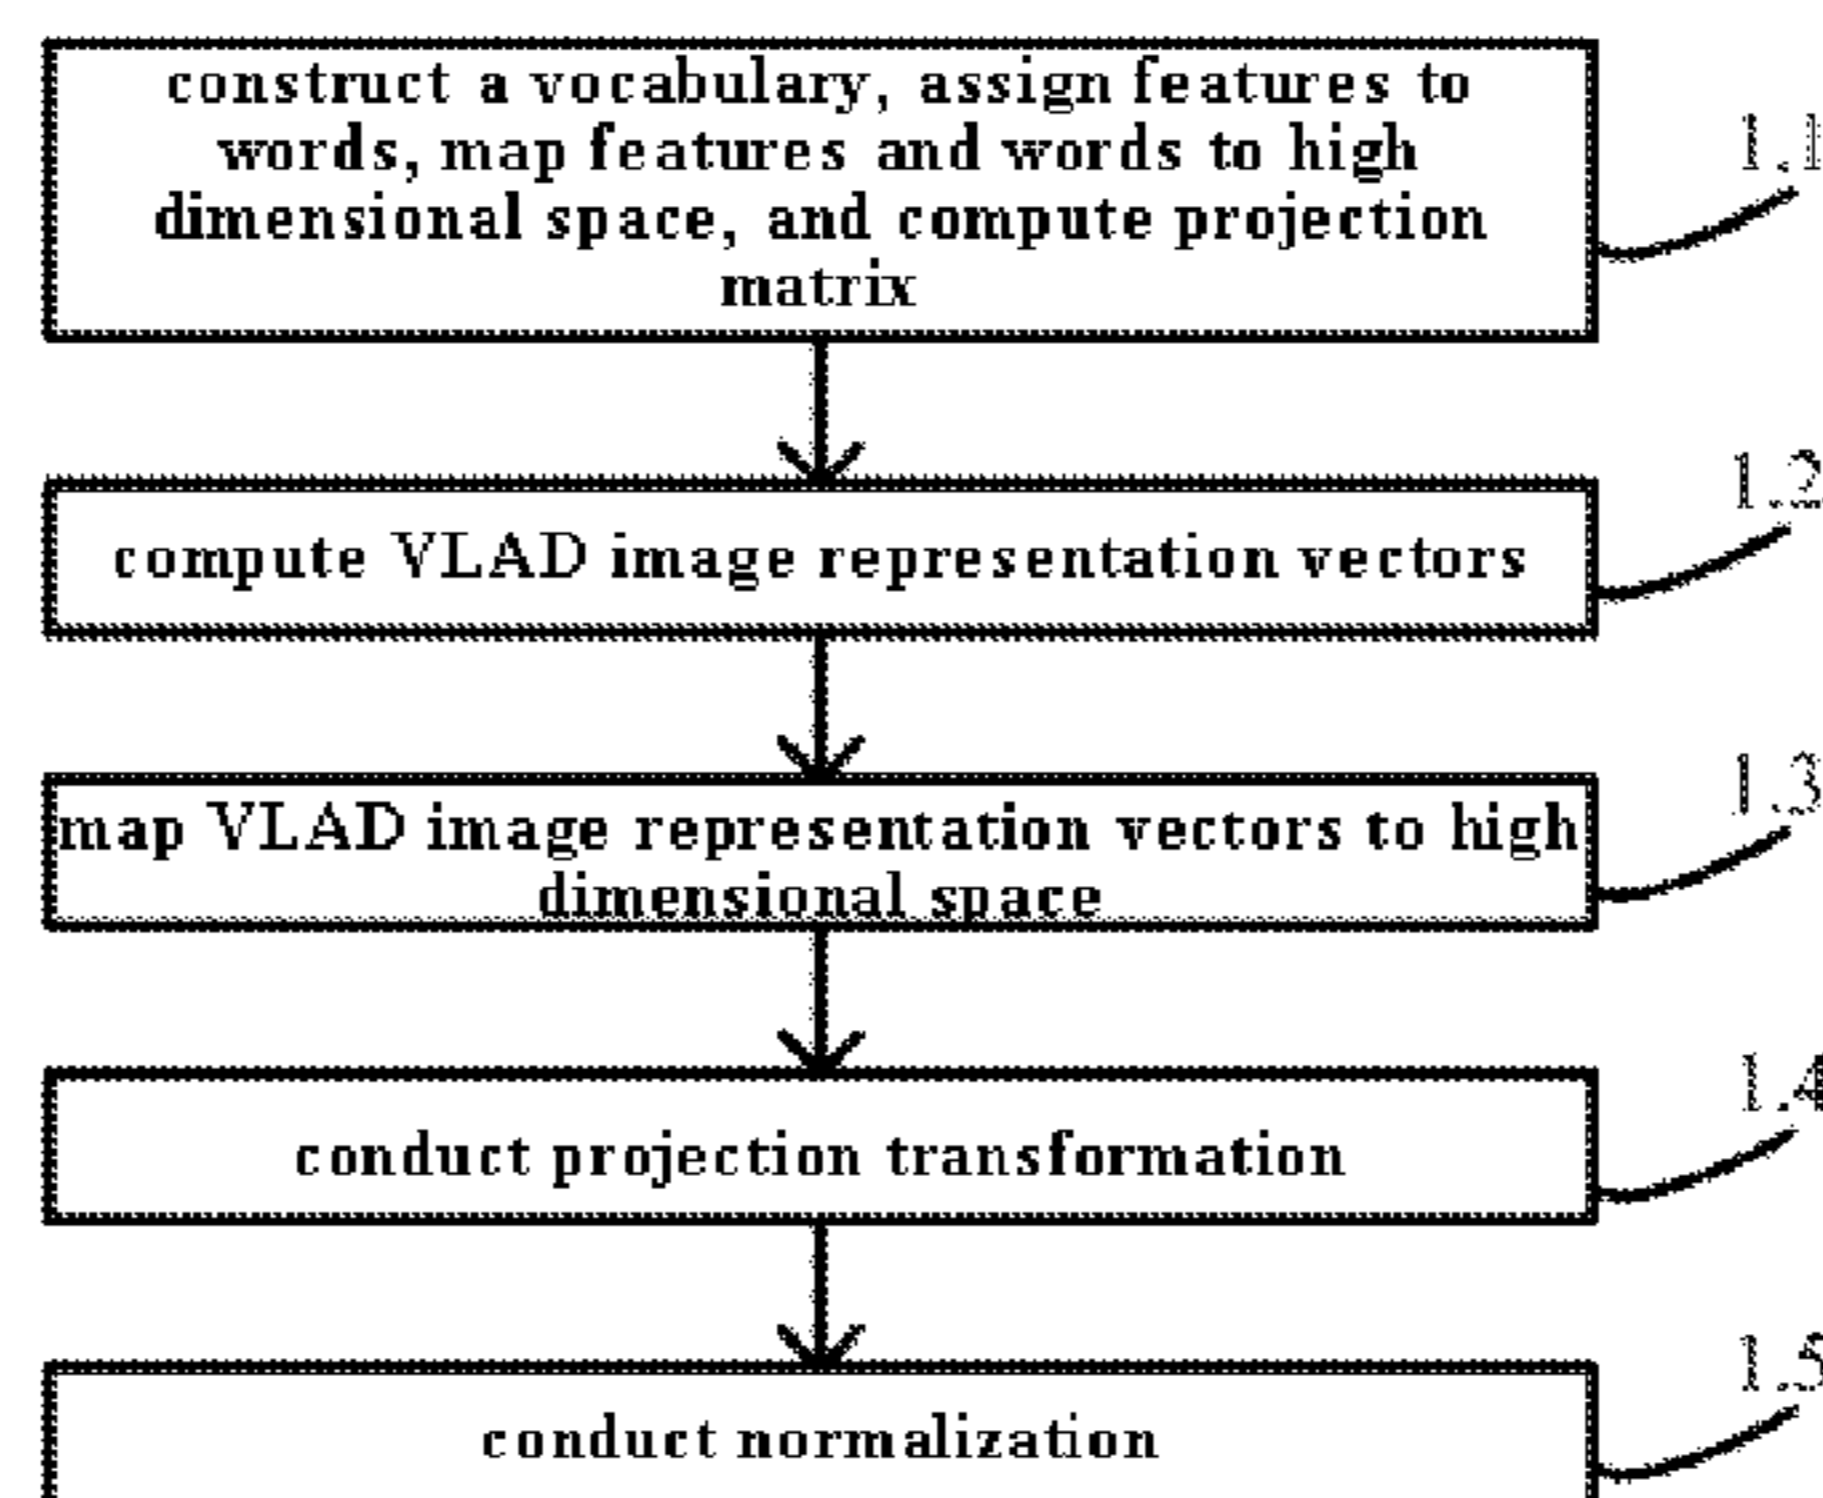 construct a vocabulary, assign features to
words, map features and words to high
dimensional space, and compute projection
matrix
1.1
compute VLAD image representation vectors
1.2
map VLAD image representation vectors to high
dimensional space
1.3
conduct projection transformation
1.4
conduct normalization
1.5